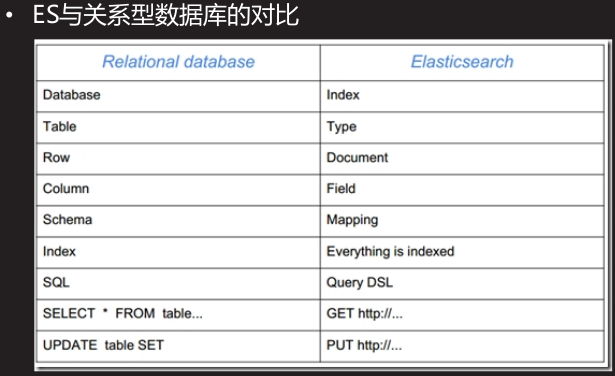 • ES与关系型数据库的对比
Relational database Elasticsearch
Database Index
Table Type
Row Document
Column Field
Schema Mapping
Index Everything is indexed
SQL Query DSL
SELECT * FROM table... GET http://...
UPDATE table SET PUT http://...